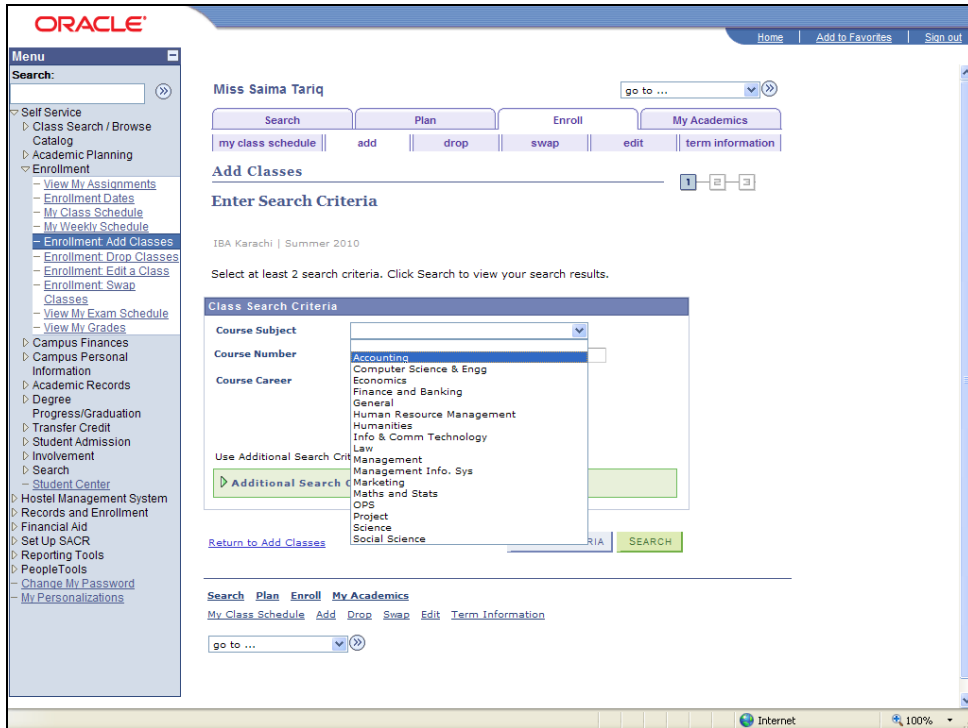 ORACLE
Home
Add to Favorites
Sign out
Menu
Search:
Self Service
Class Search / Browse
Catalog
Academic Planning
Enrollment
View My Assignments
Enrollment Dates
My Class Schedule
My Weekly Schedule
Enrollment: Add Classes
Enrollment: Drop Classes
Enrollment: Edit a Class
Enrollment: Swap
Classes
View My Exam Schedule
View My Grades
Campus Finances
Campus Personal
Information
Academic Records
Degree
Progress/Graduation
Transfer Credit
Student Admission
Involvement
Search
Student Center
Hostel Management System
Records and Enrollment
Financial Aid
Set Up SACR
Reporting Tools
PeopleTools
Change My Password
My Personalizations
Miss Saima Tariq
go to ...
Search Plan Enroll My Academics
my class schedule add drop swap edit term information
Add Classes
1 2 3
Enter Search Criteria
IBA Karachi | Summer 2010
Select at least 2 search criteria. Click Search to view your search results.
Class Search Criteria
Course Subject
Course Number
Course Career
Accounting
Computer Science & Engg
Economics
Finance and Banking
General
Human Resource Management
Humanities
Info & Comm Technology
Law
Management
Management Info. Sys
Marketing
Maths and Stats
OPS
Project
Science
Social Science
Use Additional Search Crit
Additional Search
Return to Add Classes
RIA
SEARCH
Search Plan Enroll My Academics
My Class Schedule Add Drop Swap Edit Term Information
go to ...
Internet
100%